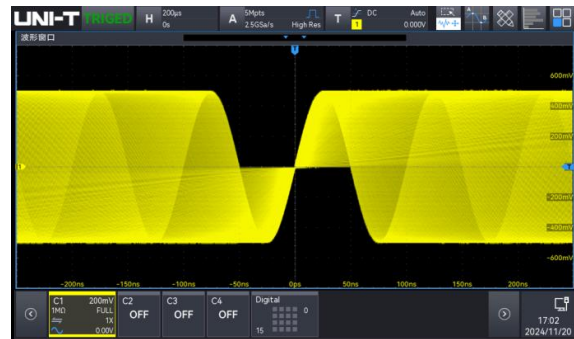 UNI-T TRIGED H 200μs 0s A 5Mpts 2.5GSa/s High Res T DC 1 Auto 0.000V
波形窗口
T
600mV
400mV
200mV
1
-200mV
-400mV
-600mV
-200ns -150ns -100ns -50ns 0ps 50ns 100ns 150ns 200ns
C1 200mV C2 C3 C4 Digital
1MΩ FULL OFF OFF OFF 0
1X
0.00V 15
17:02
2024/11/20